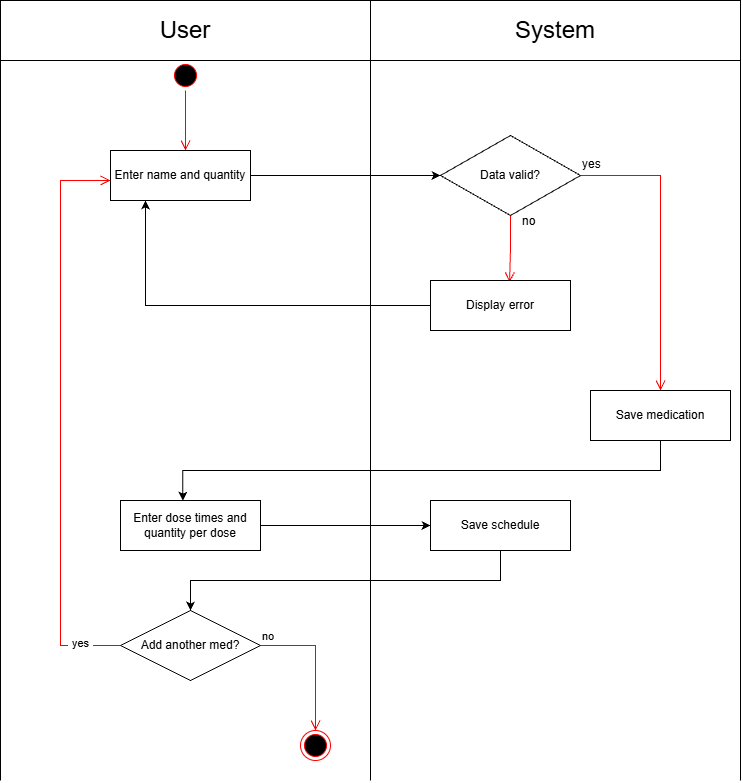 User
System
Enter name and quantity
Data valid?
yes
no
Display error
Save medication
Enter dose times and
quantity per dose
Save schedule
Add another med?
yes
no